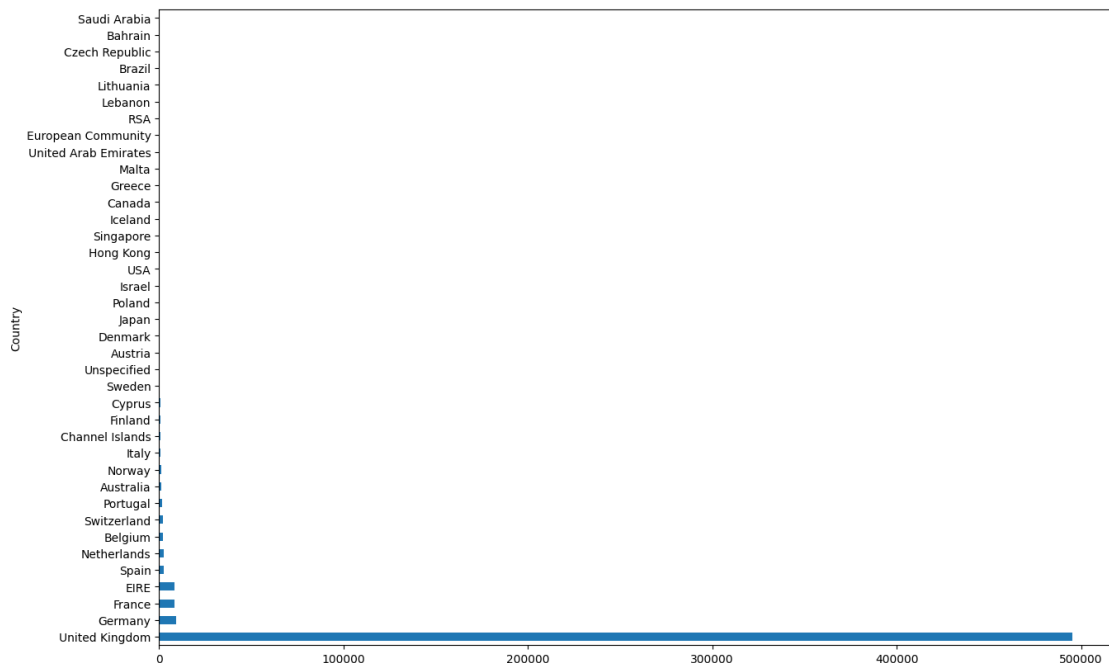 Saudi Arabia
Bahrain
Czech Republic
Brazil
Lithuania
Lebanon
RSA
European Community
United Arab Emirates
Malta
Greece
Canada
Iceland
Singapore
Hong Kong
USA
Israel
Poland
Japan
Denmark
Austria
Unspecified
Sweden
Cyprus
Finland
Channel Islands
Italy
Norway
Australia
Portugal
Switzerland
Belgium
Netherlands
Spain
EIRE
France
Germany
United Kingdom
Country
0 100000 200000 300000 400000 500000